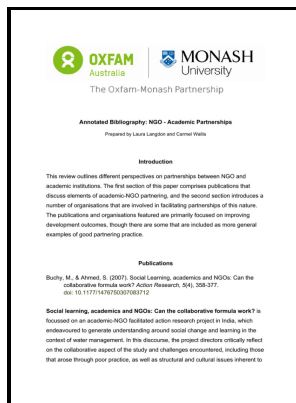 OXFAM
Australia
MONASH
University
The Oxfam-Monash Partnership
Annotated Bibliography: NGO - Academic Partnerships
Prepared by Laura Langdon and Carmel Wallis
Introduction
This review outlines different perspectives on partnerships between NGO and
academic institutions. The first section of this paper comprises publications that
discuss elements of academic-NGO partnering, and the second section introduces a
number of organisations that are involved in facilitating partnerships of this nature.
The publications and organisations featured are primarily focused on improving
development outcomes, though there are some that are included as more general
examples of good partnering practice.
Publications
Buchy, M., & Ahmed, S. (2007). Social Learning, academics and NGOs: Can the
collaborative formula work? Action Research, 5(4), 358-377.
doi: 10.1177/1476750307083712
Social learning, academics and NGOs: Can the collaborative formula work? is
focussed on an academic-NGO facilitated action research project in India, which
endeavoured to generate understanding around social change and learning in the
context of water management. In this discourse, the project directors critically reflect
on the collaborative aspect of the study and challenges encountered, including those
that arose through poor practice, as well as structural and cultural issues inherent to